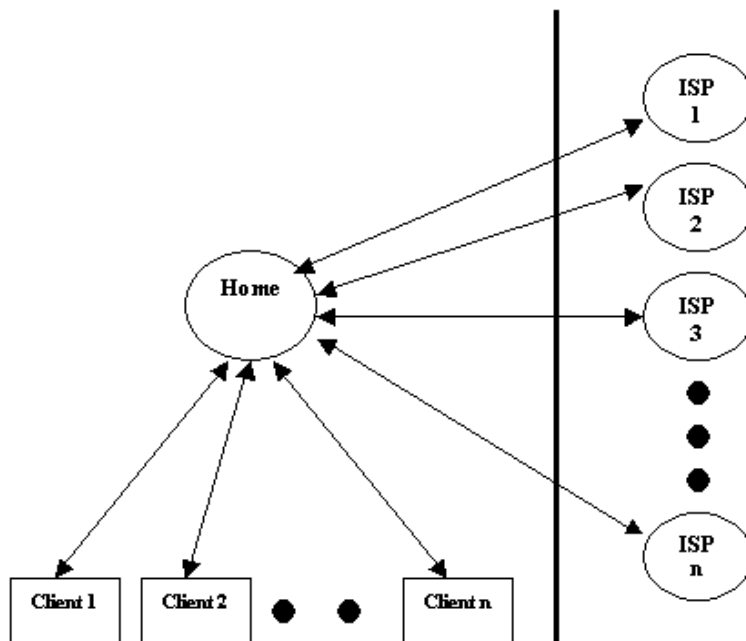 ISP
1
ISP
2
Home
ISP
3
ISP
n
Client 1
Client 2
Client n